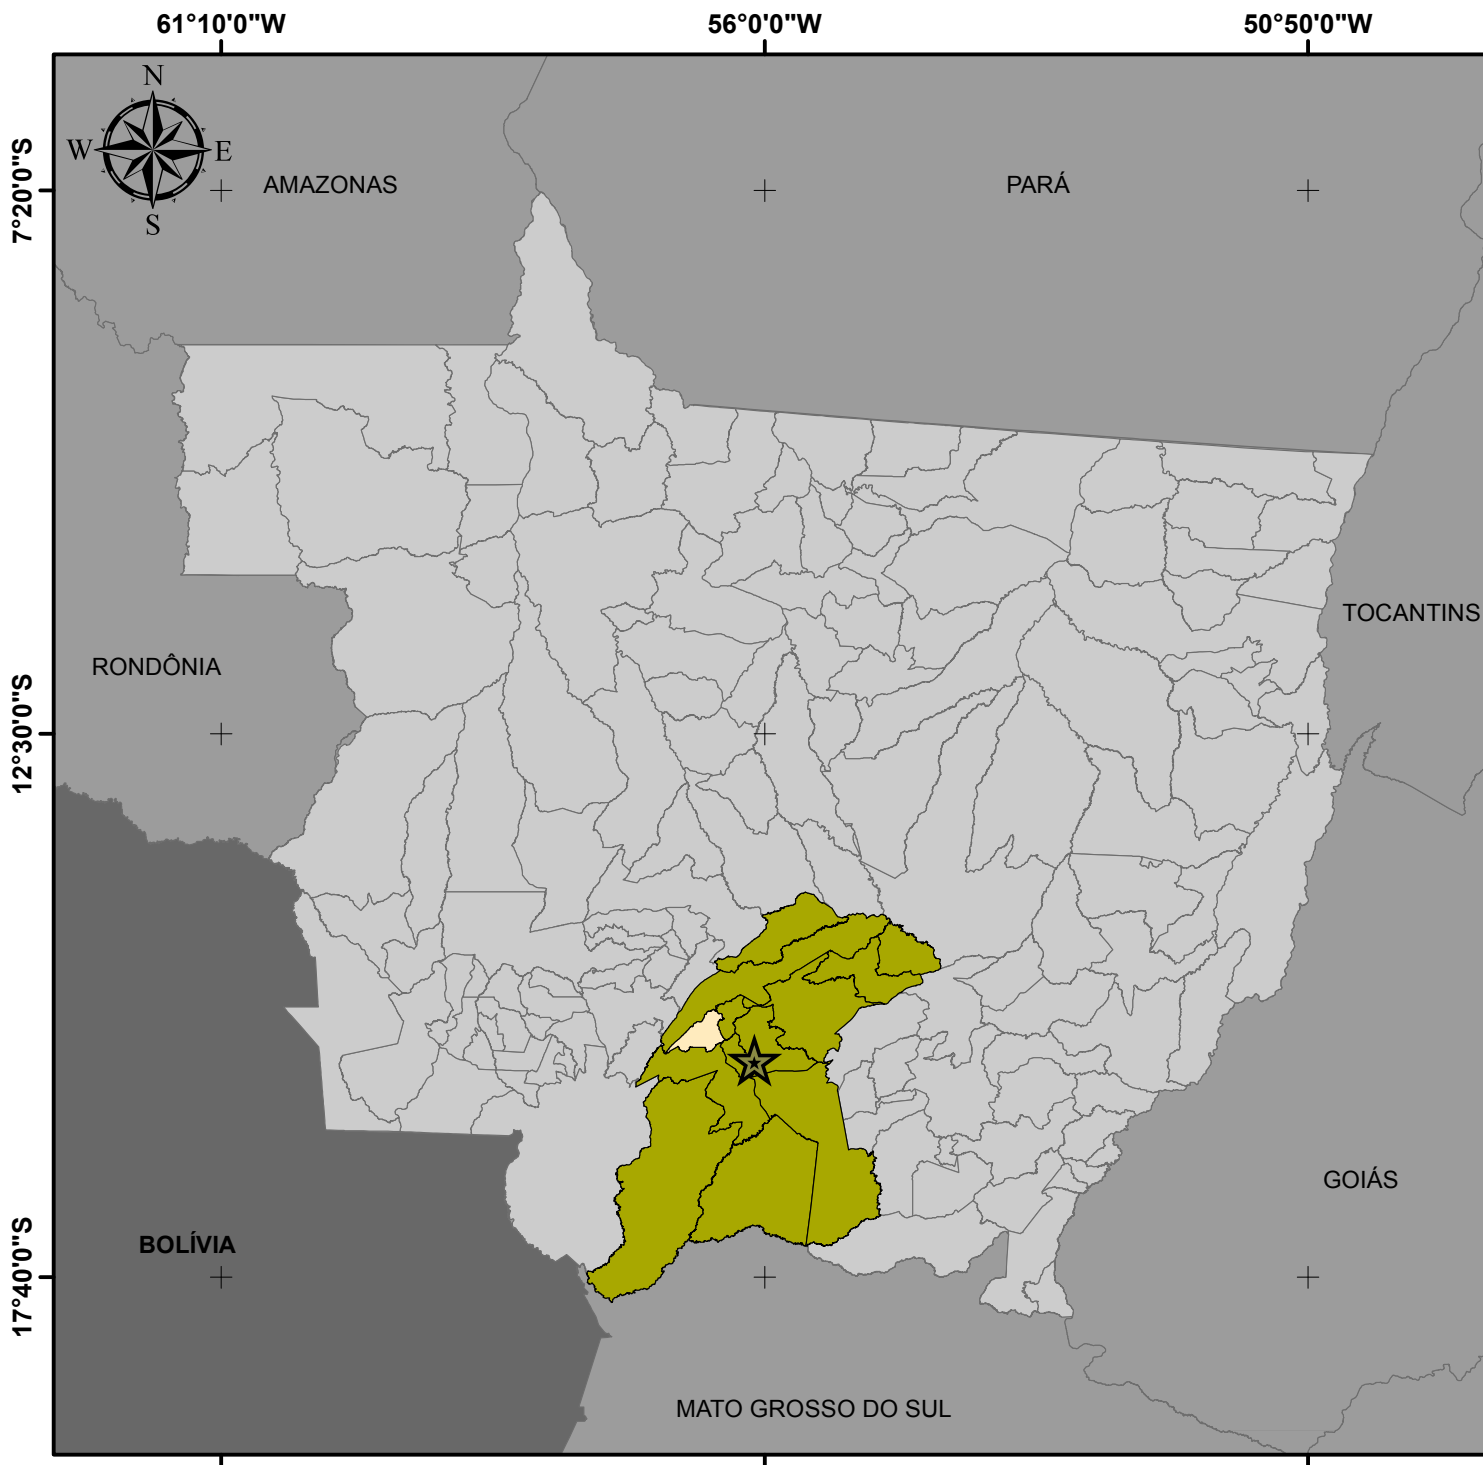 61°10'0"W 56°0'0"W 50°50'0"W
N
W E
S
7°20'0"S
AMAZONAS PARÁ
TOCANTINS
RONDÔNIA
12°30'0"S
GOIÁS
BOLÍVIA
17°40'0"S
MATO GROSSO DO SUL